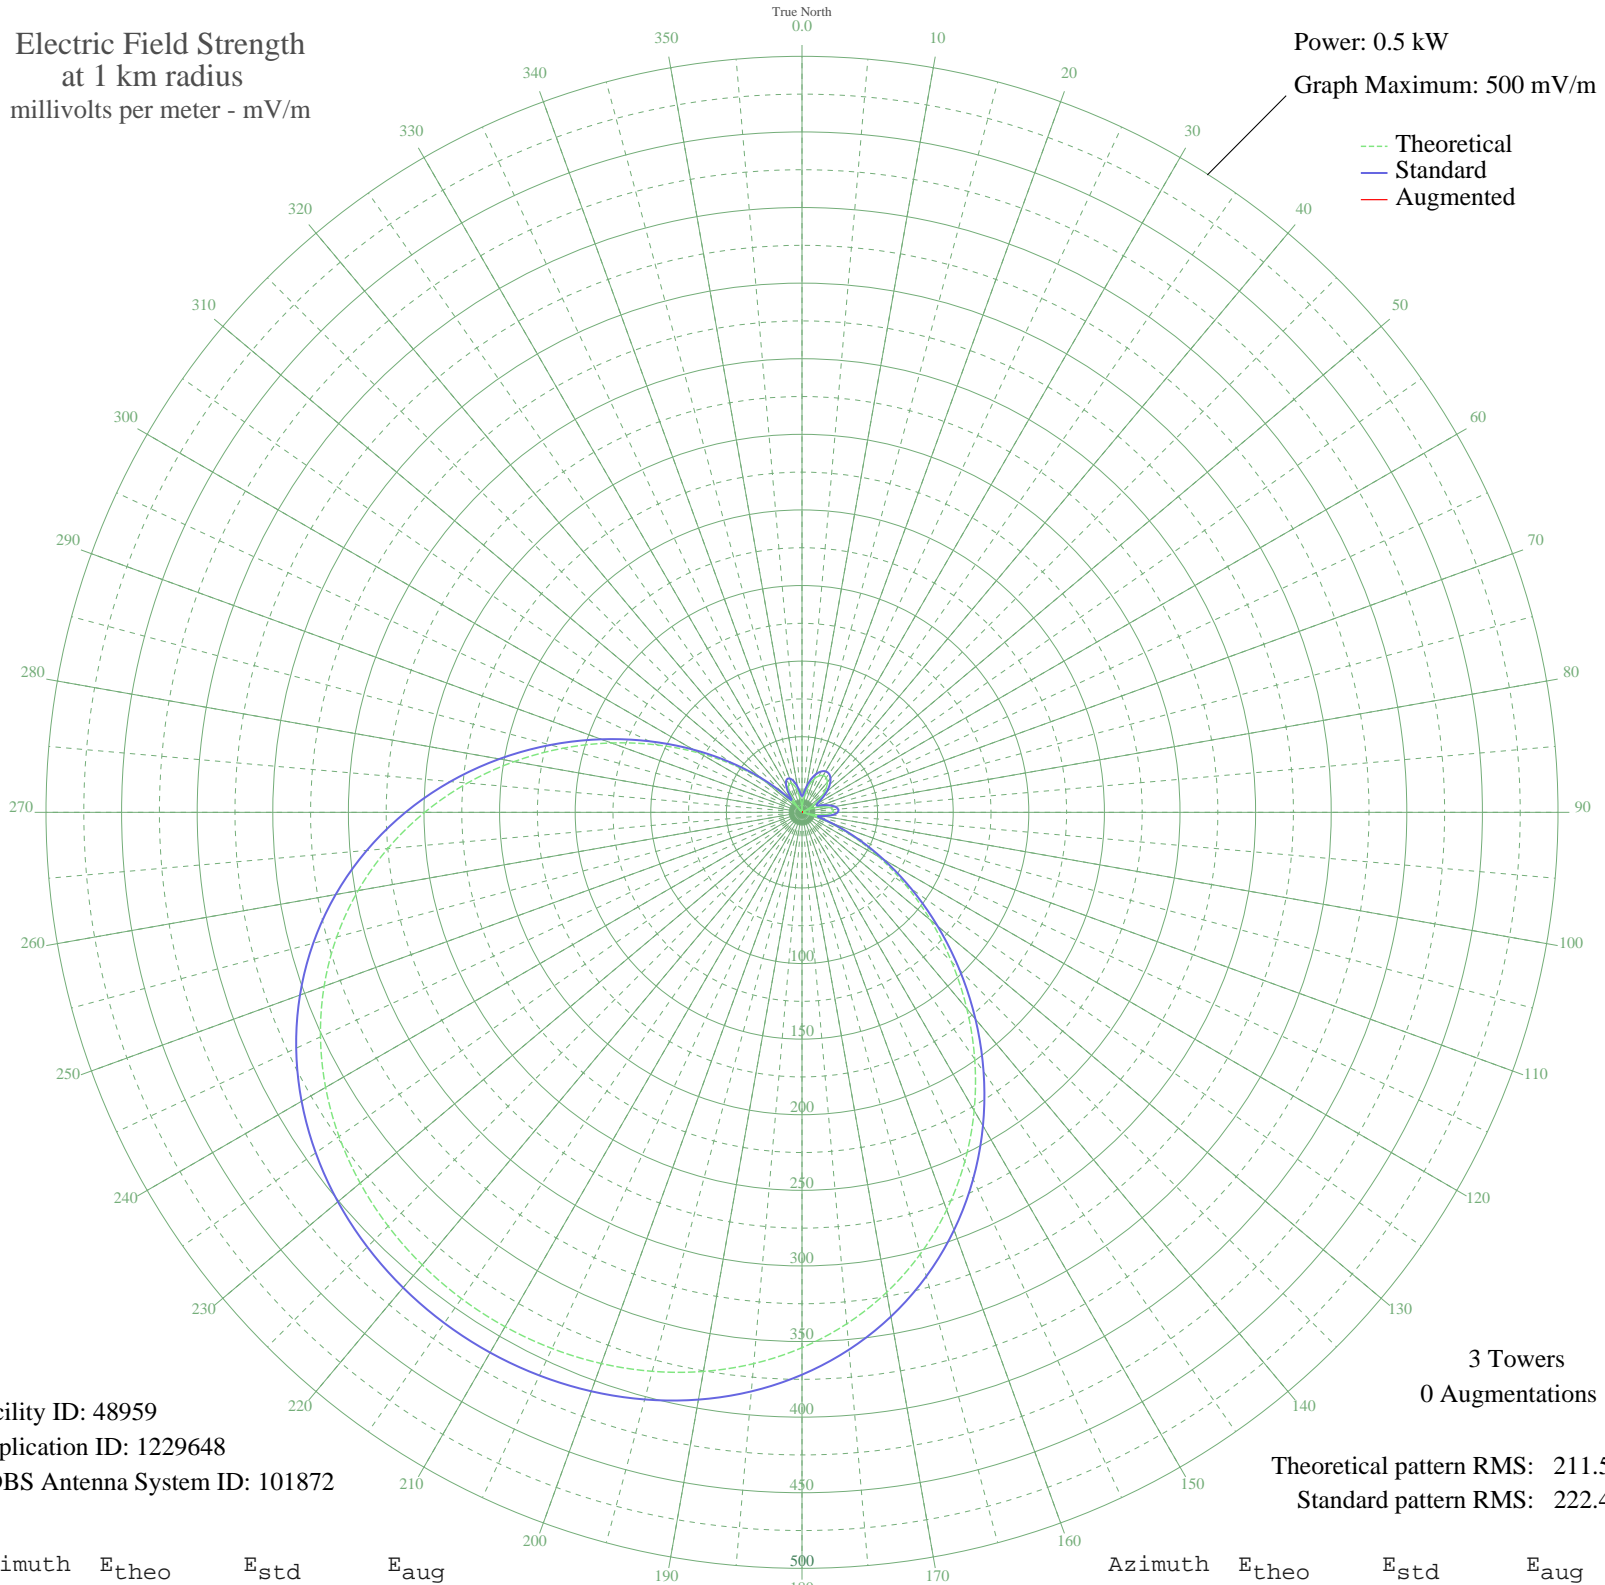 True North
0.0
Electric Field Strength
at 1 km radius
millivolts per meter - mV/m
Power: 0.5 kW
Graph Maximum: 500 mV/m
Theoretical
Standard
Augmented
350
10
340
20
330
30
320
40
310
50
300
60
290
70
280
80
270
90
260
100
250
110
240
120
230
130
220
140
210
150
200
160
190
170
100
150
200
250
300
350
400
450
500
3 Towers
0 Augmentations
cility ID: 48959
plication ID: 1229648
DBS Antenna System ID: 101872
Theoretical pattern RMS: 211.5
Standard pattern RMS: 222.4
imuth Etheo Estd Eaug
Azimuth Etheo Estd Eaug